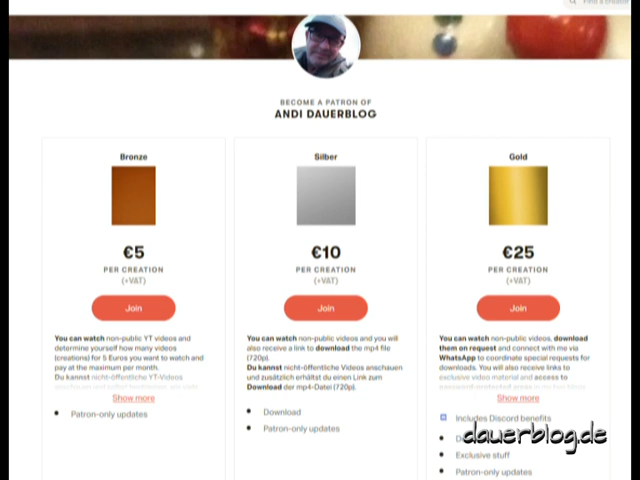 Find a creator
BECOME A PATRON OF
ANDI DAUERBLOG
Bronze
€5
PER CREATION
(+VAT)
Join
You can watch non-public YT videos and
determine yourself how many videos
(creations) for 5 Euros you want to watch and
pay at the maximum per month.
Du kannst nicht-öffentliche YT-Videos
Show more
Patron-only updates
Silber
€10
PER CREATION
(+VAT)
Join
You can watch non-public videos and you will
also receive a link to download the mp4 file
(720p).
Du kannst nicht-öffentliche Videos anschauen
und zusätzlich erhältst du einen Link zum
Download der mp4-Datei (720p).
Download
Patron-only updates
Gold
€25
PER CREATION
(+VAT)
Join
You can watch non-public videos, download
them on request and connect with me via
WhatsApp to coordinate special requests for
downloads. You will also receive links to
exclusive video material and access to
Show more
Includes Discord benefits
Exclusive stuff
Patron-only updates
dauerblog.de